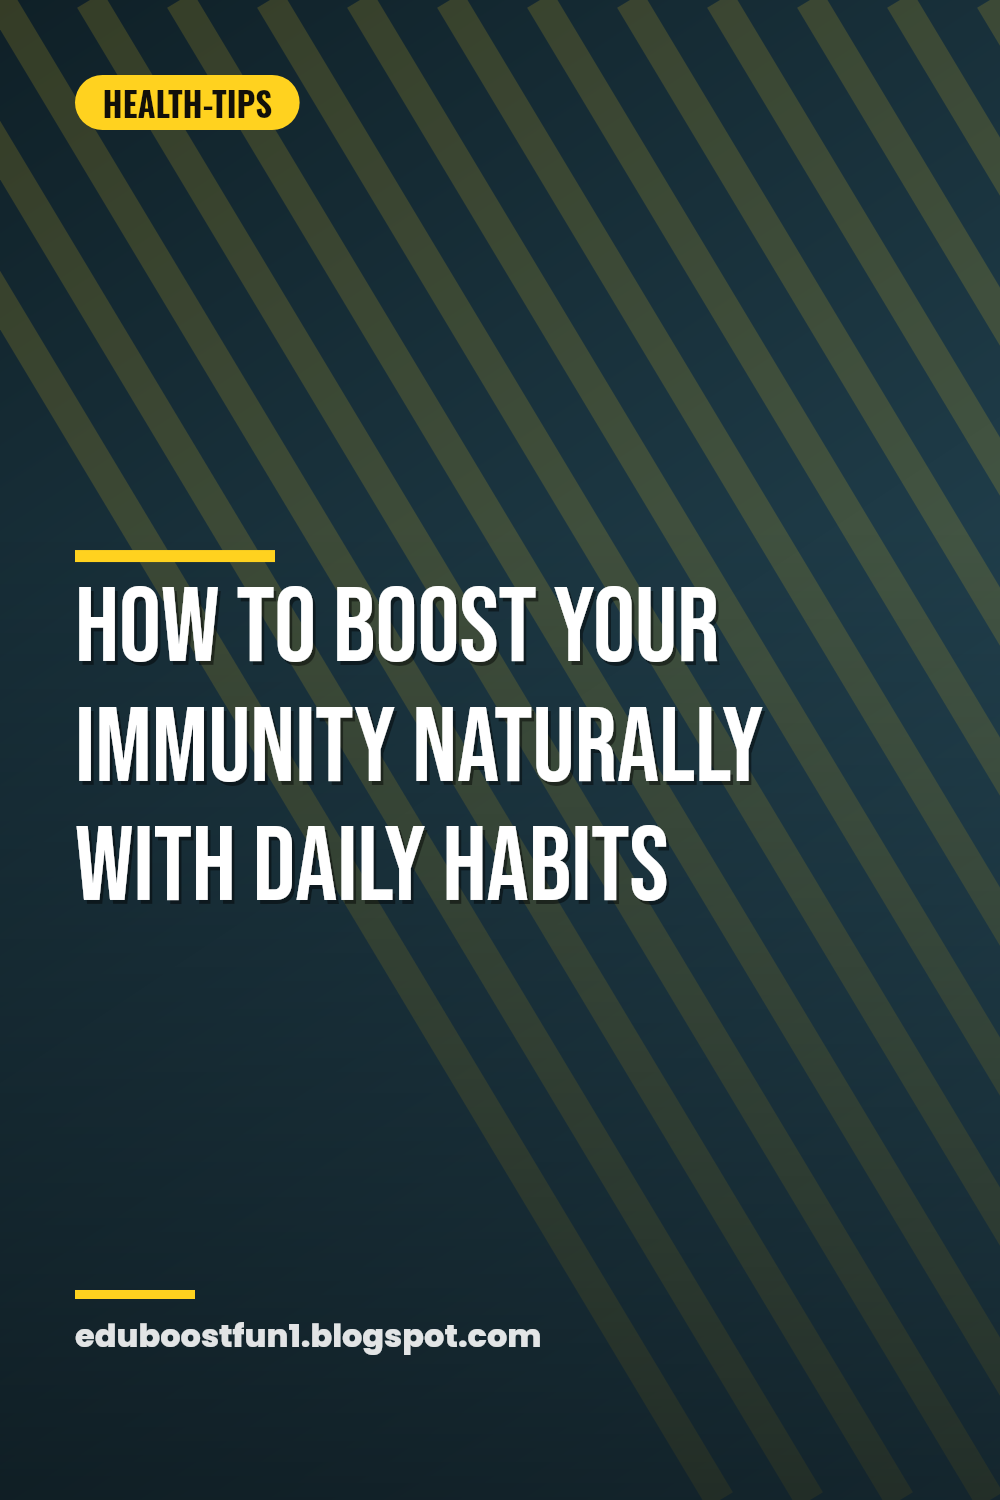 HEALTH-TIPS
HOW TO BOOST YOUR
IMMUNITY NATURALLY
WITH DAILY HABITS
eduboostfun1.blogspot.com